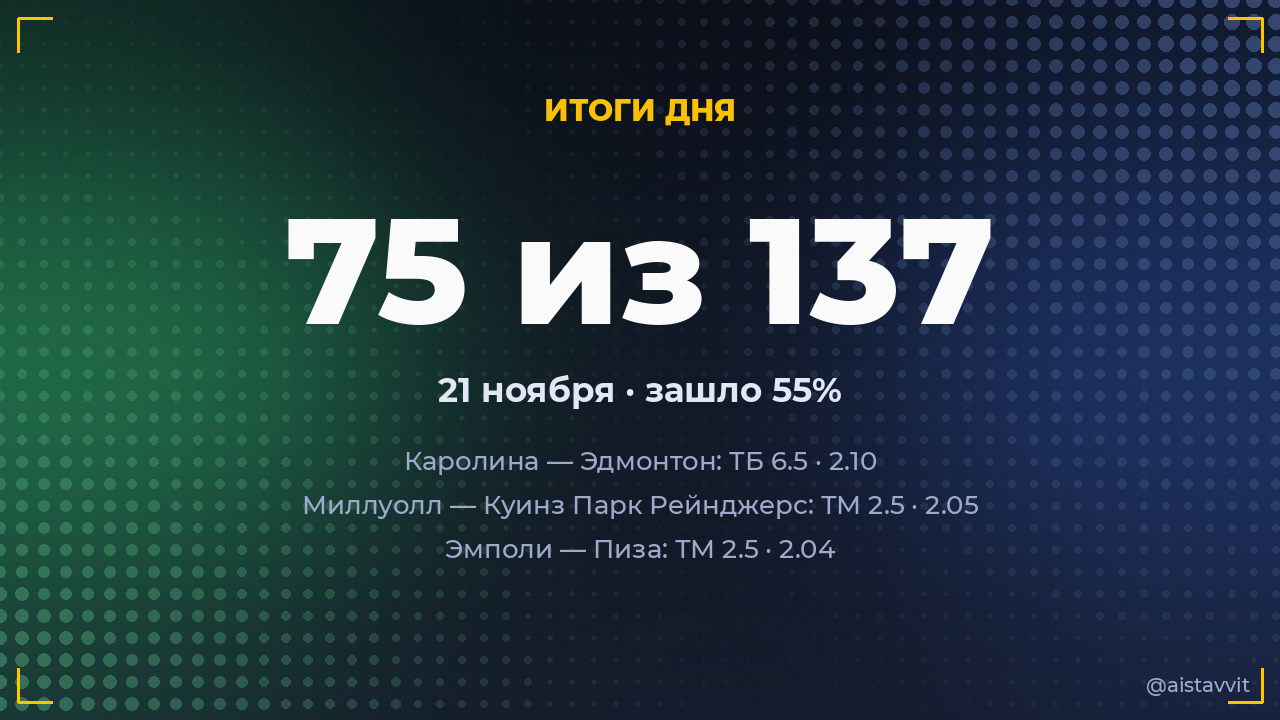 ИТОГИ ДНЯ
75 из 137
21 ноября · зашло 55%
Каролина — Эдмонтон: ТБ 6.5 · 2.10
Миллуолл — Куинз Парк Рейнджерс: ТМ 2.5 · 2.05
Эмполи — Пиза: ТМ 2.5 · 2.04
@aistavvit